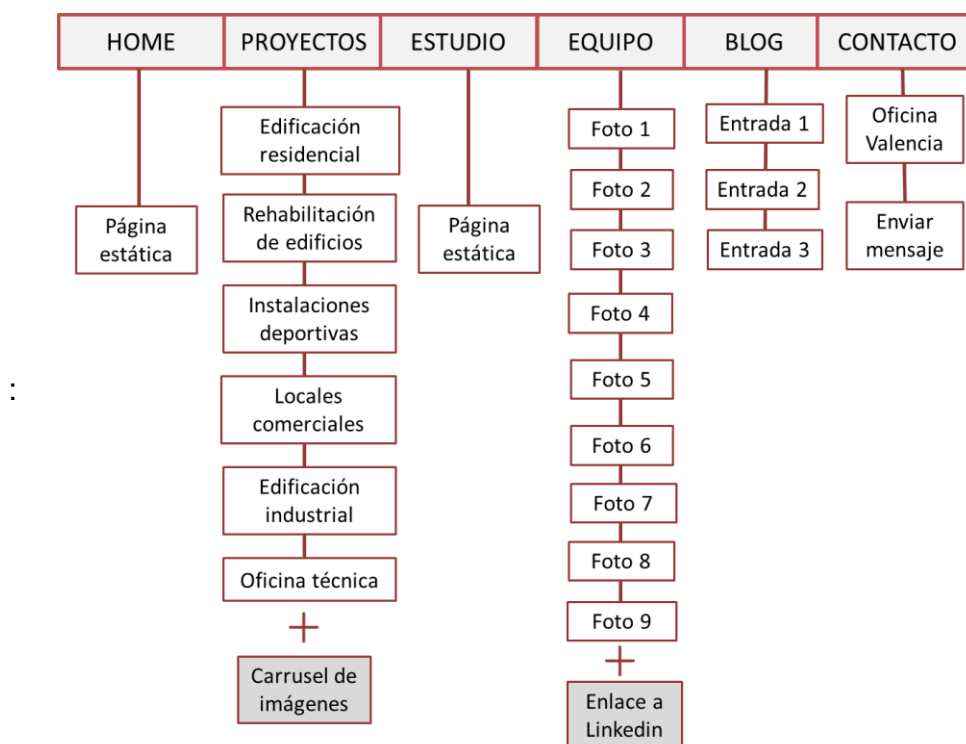 HOME
PROYECTOS
ESTUDIO
EQUIPO
BLOG
CONTACTO
Página
estática
Edificación
residencial
Rehabilitación
de edificios
Instalaciones
deportivas
Locales
comerciales
Edificación
industrial
Oficina técnica
+
Carrusel de
imágenes
Página
estática
Foto 1
Foto 2
Foto 3
Foto 4
Foto 5
Foto 6
Foto 7
Foto 8
Foto 9
+
Enlace a
Linkedin
Entrada 1
Entrada 2
Entrada 3
Oficina
Valencia
Enviar
mensaje
: